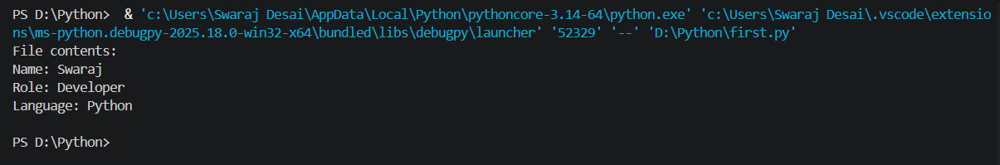 PS D:\Python>  & 'c:\Users\Swaraj Desai\AppData\Local\Python\pythoncore-3.14-64\python.exe' 'c:\Users\Swaraj Desai\.vscode\extensio
ns\ms-python.debugpy-2025.18.0-win32-x64\bundled\libs\debugpy\launcher' '52329' '--' 'D:\Python\first.py'
File contents:
Name: Swaraj
Role: Developer
Language: Python
PS D:\Python>